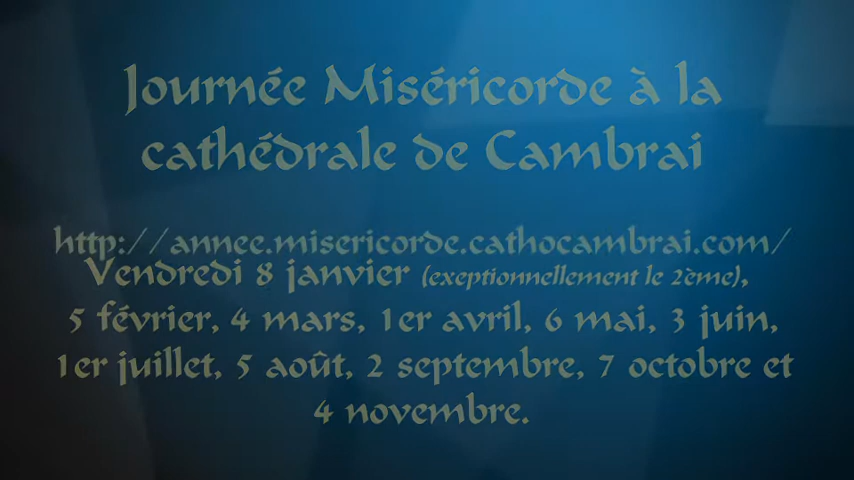 Journée Miséricorde à la
cathédrale de Cambrai
http://annee.misericorde.cathocambrai.com/
Vendredi 8 janvier (exeptionnellement le 2ème),
5 février, 4 mars, 1er avril, 6 mai, 3 juin,
1er juillet, 5 août, 2 septembre, 7 octobre et
4 novembre.